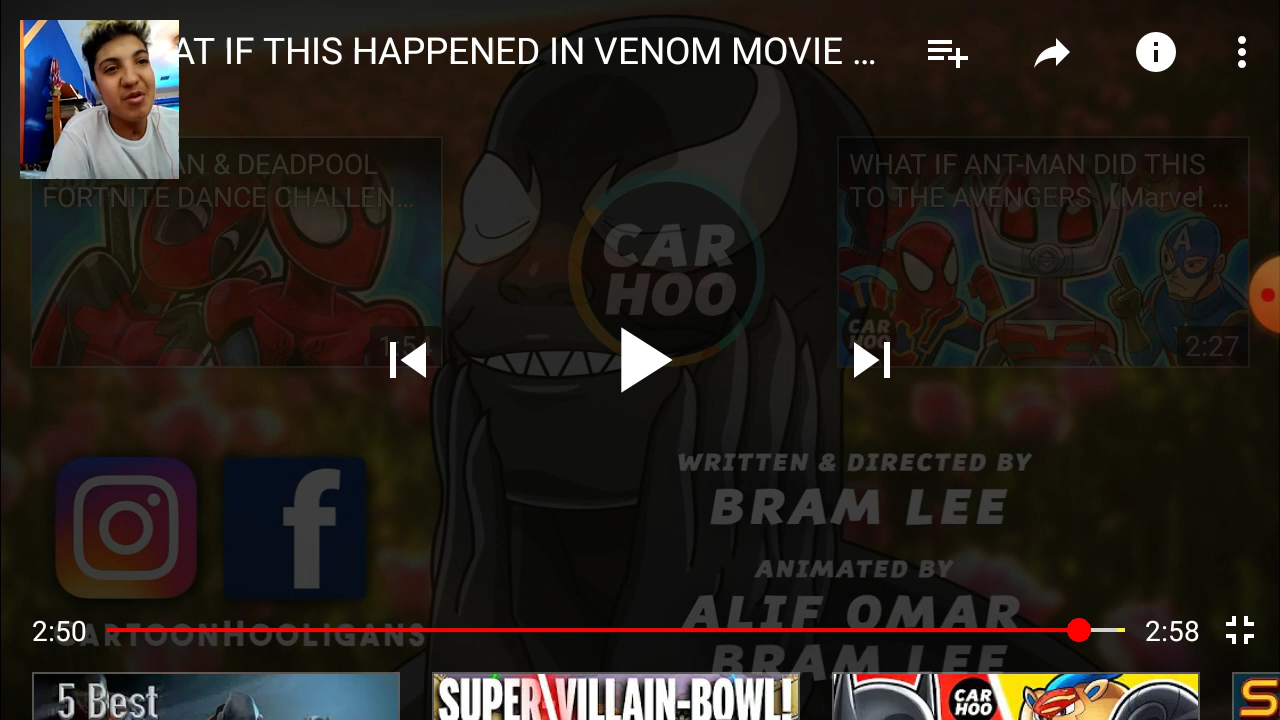 AT IF THIS HAPPENED IN VENOM MOVIE ...
AN & DEADPOOL
FORTNITE DANCE CHALLEN...
WHAT IF ANT-MAN DID THIS
TO THE AVENGERS【Marvel ...
CAR
HOO
A
CAR
HOO
2:27
WRITTEN & DIRECTED BY
BRAM LEE
ANIMATED BY
ALIF OMAR
BRAM LEE
f
2:50
CARTOONHOOLIGANS
2:58
5 Best
SUPER-VILLAIN-BOWL!
CAR
HOO
S